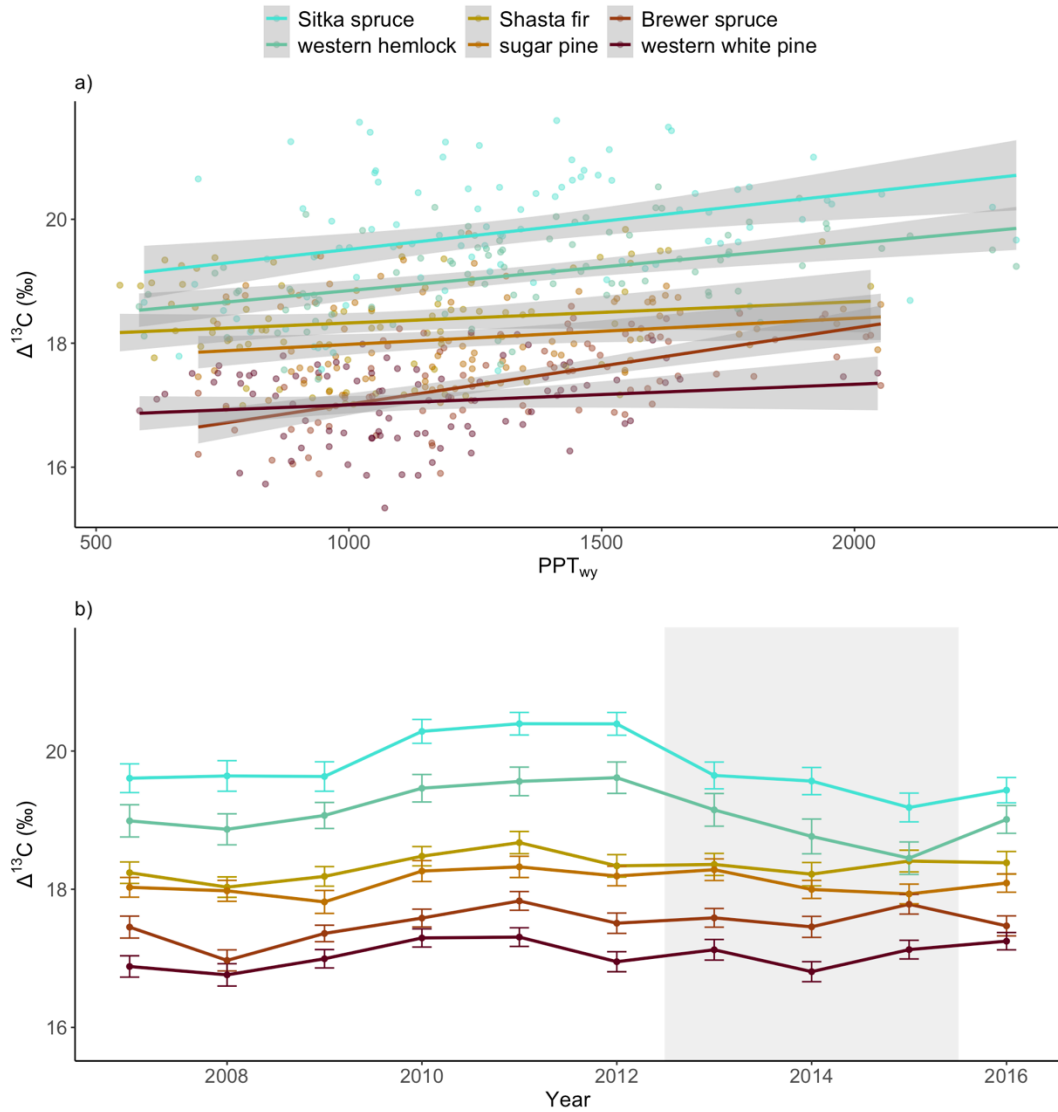 Sitka spruce Shasta fir Brewer spruce
western hemlock sugar pine western white pine
a)
20
18
16
Δ¹³C (‰)
500 1000 1500 2000
PPTwy
b)
20
18
16
Δ¹³C (‰)
2008 2010 2012 2014 2016
Year